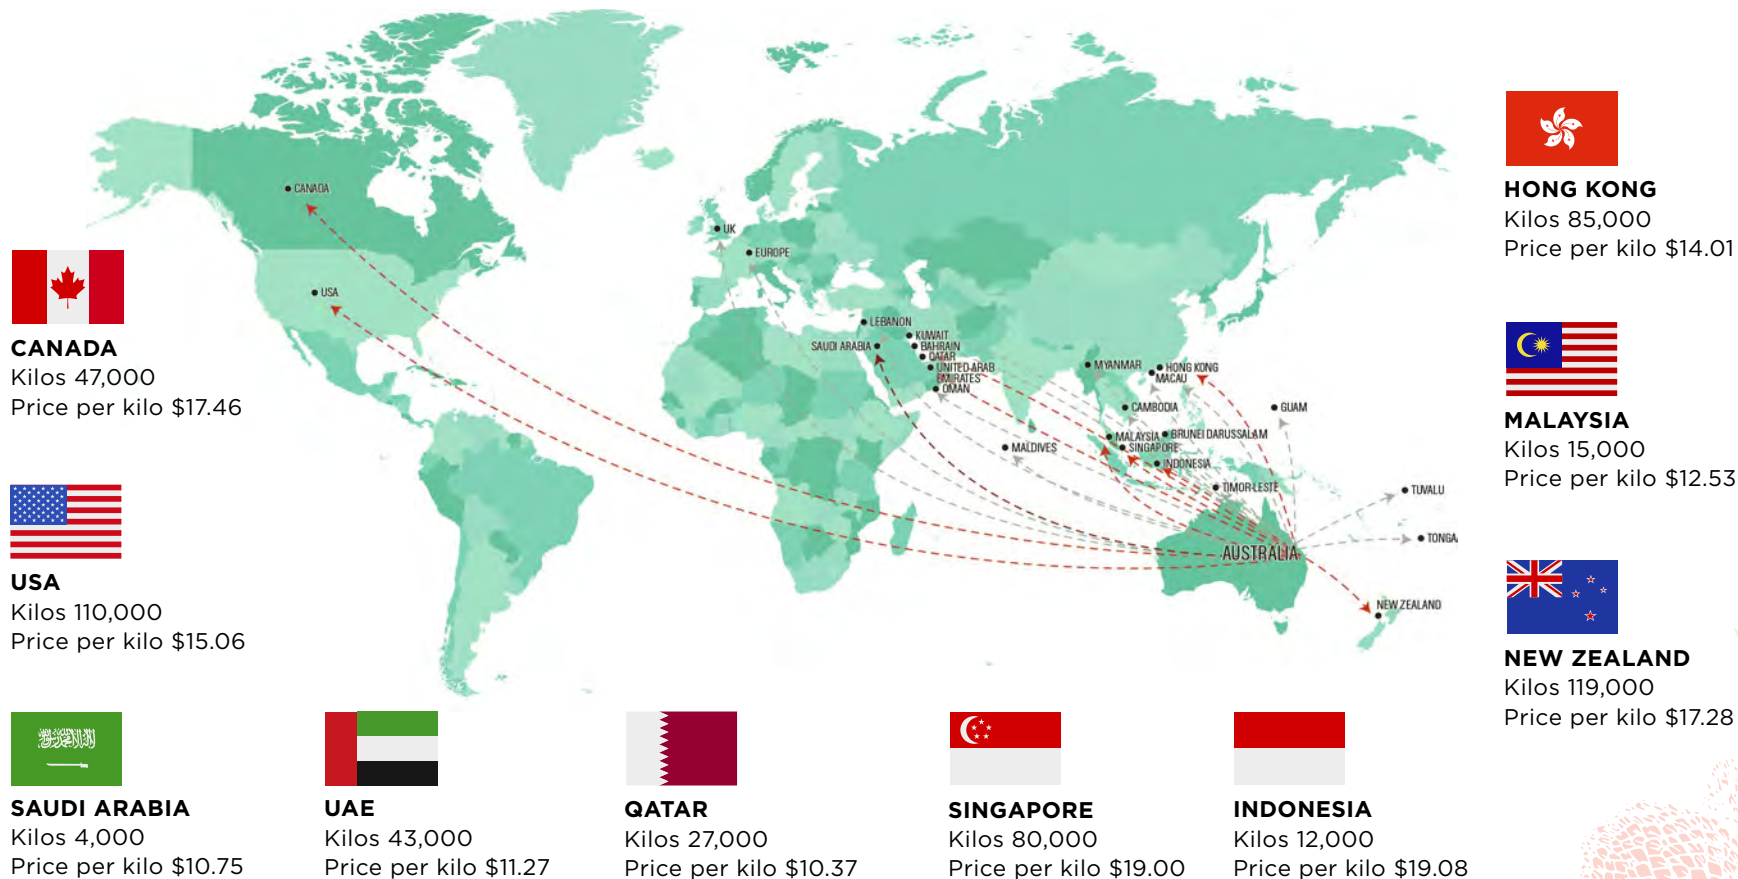 CANADA
USA
UK
EUROPE
LEBANON
KUWAIT
SAUDI ARABIA
BAHRAIN
QATAR
UNITED ARAB
EMIRATES
OMAN
MYANMAR
HONG KONG
MACAU
CAMBODIA
GUAM
MALAYSIA
BRUNEI DARUSSALAM
SINGAPORE
MALDIVES
INDONESIA
TIMOR-LESTE
TUVALU
TONGA
AUSTRALIA
NEW ZEALAND
HONG KONG
Kilos 85,000
Price per kilo $14.01
CANADA
Kilos 47,000
Price per kilo $17.46
MALAYSIA
Kilos 15,000
Price per kilo $12.53
USA
Kilos 110,000
Price per kilo $15.06
NEW ZEALAND
Kilos 119,000
Price per kilo $17.28
SAUDI ARABIA
Kilos 4,000
Price per kilo $10.75
UAE
Kilos 43,000
Price per kilo $11.27
QATAR
Kilos 27,000
Price per kilo $10.37
SINGAPORE
Kilos 80,000
Price per kilo $19.00
INDONESIA
Kilos 12,000
Price per kilo $19.08